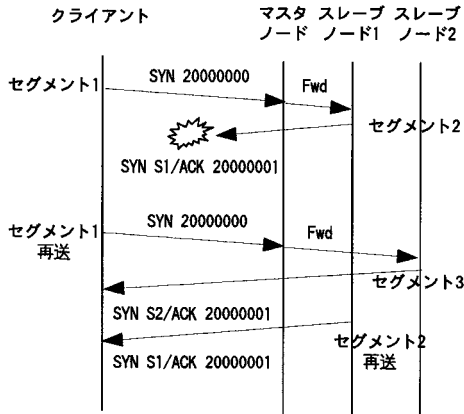 クライアント
マスタ
ノード
スレーブ
ノード1
スレーブ
ノード2
セグメント1
SYN 20000000
Fwd
セグメント2
SYN S1/ACK 20000001
セグメント1
再送
SYN 20000000
Fwd
セグメント3
SYN S2/ACK 20000001
セグメント2
再送
SYN S1/ACK 20000001